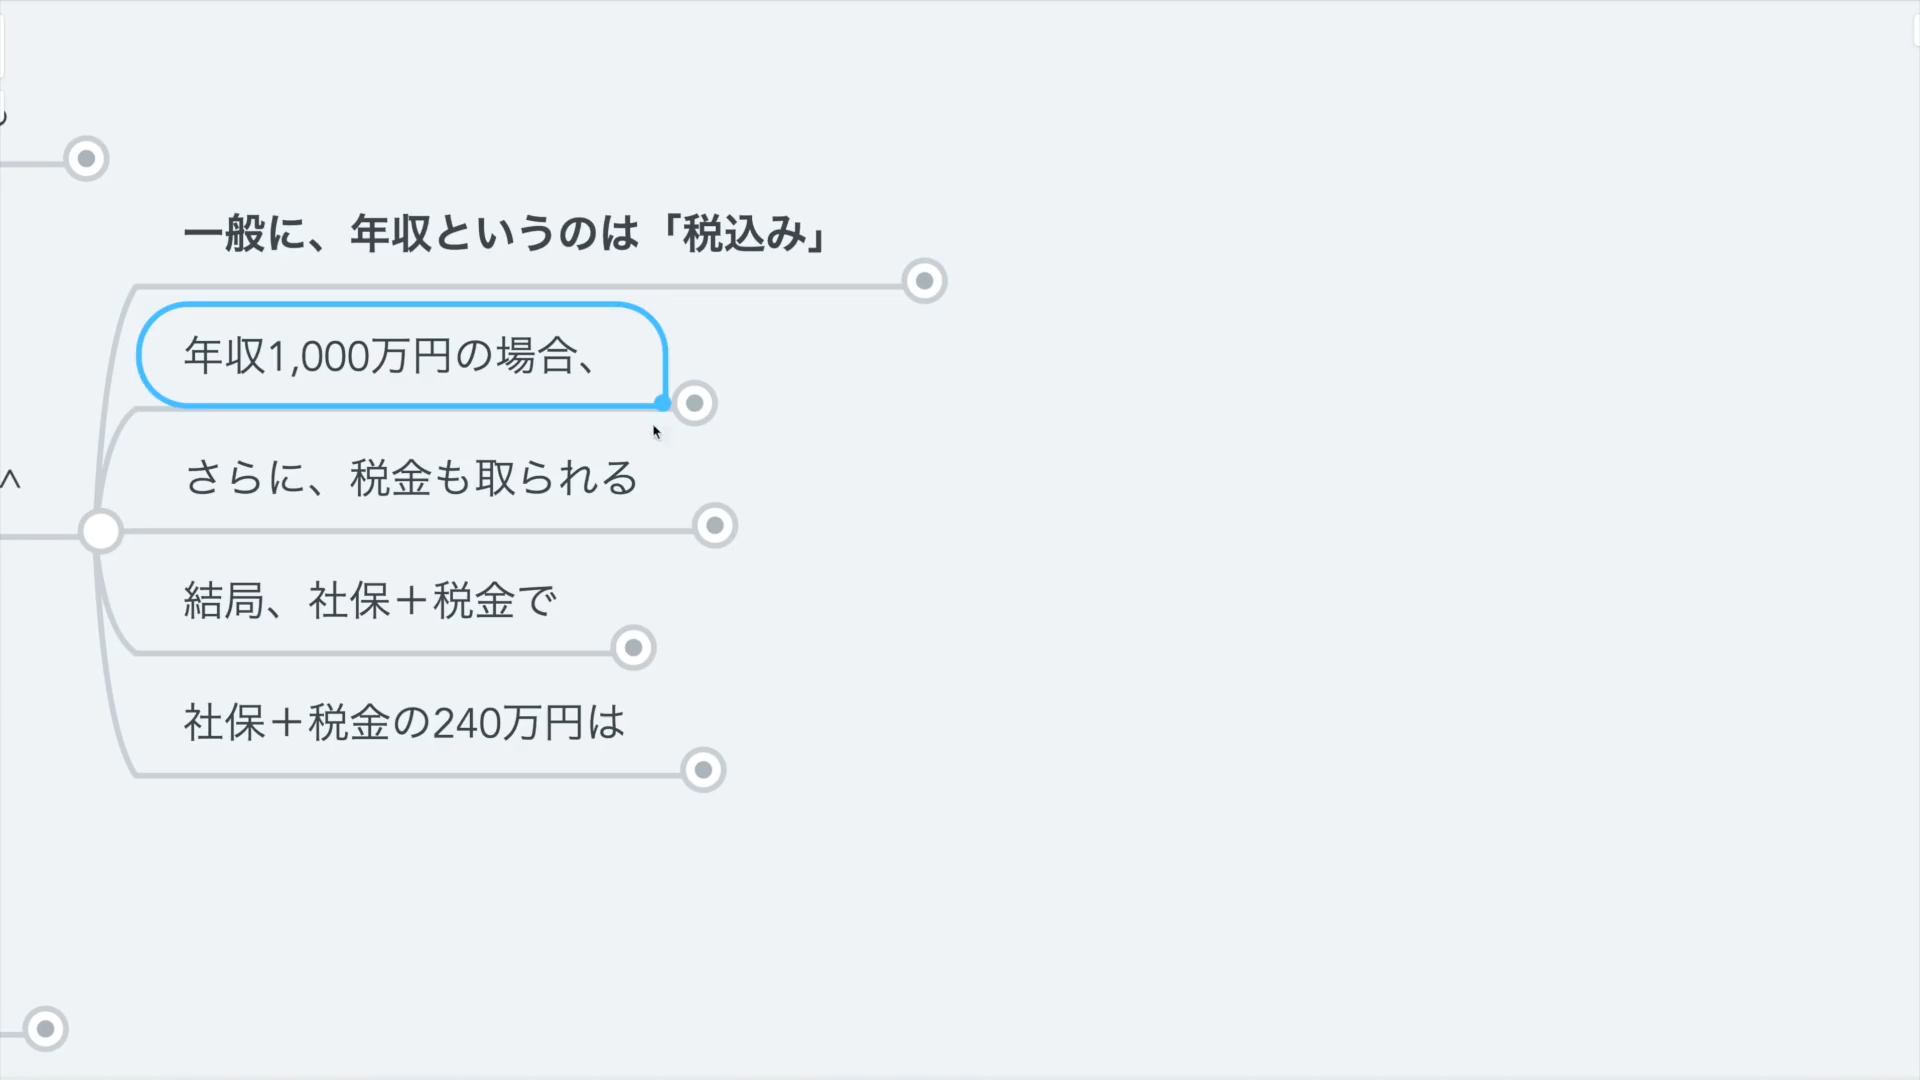 一般に、年収というのは「税込み」
年収1,000万円の場合、
さらに、税金も取られる
結局、社保＋税金で
社保＋税金の240万円は